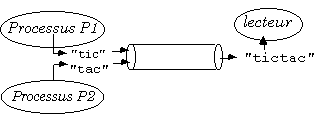 Processus P1
lecteur
"tic"
"tac"
"tictac"
Processus P2